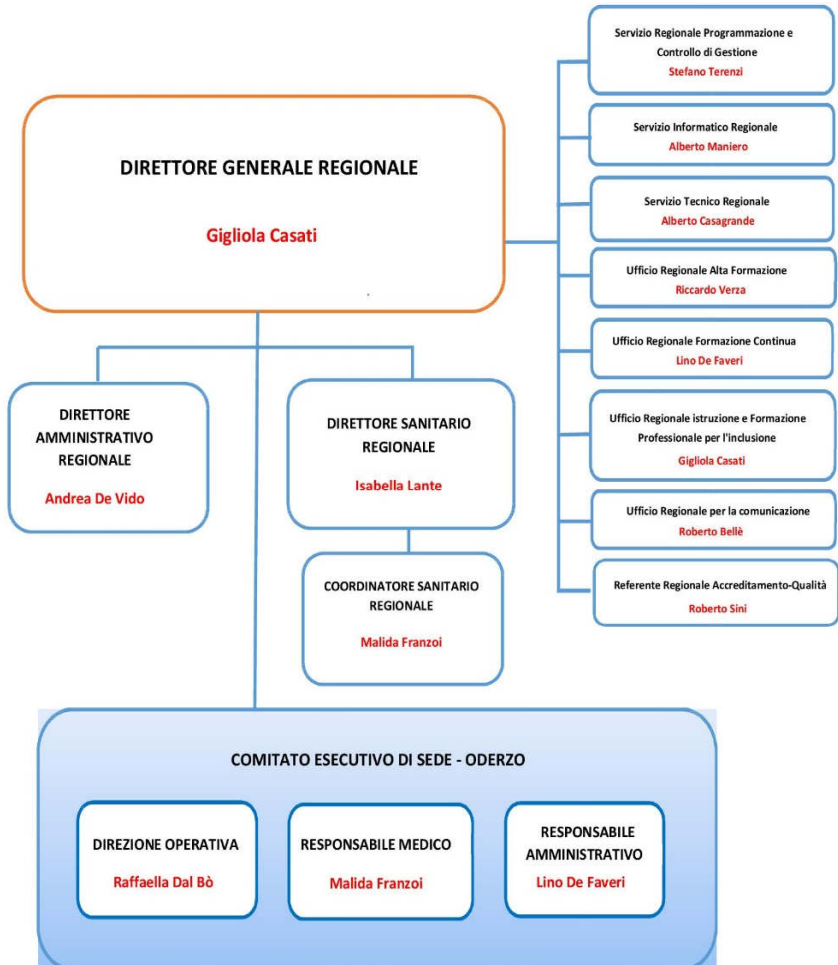 DIRETTORE GENERALE REGIONALE
Gigliola Casati
Servizio Regionale Programmazione e
Controllo di Gestione
Stefano Terenzi
Servizio Informatico Regionale
Alberto Maniero
Servizio Tecnico Regionale
Alberto Casagrande
Ufficio Regionale Alta Formazione
Riccardo Verza
Ufficio Regionale Formazione Continua
Lino De Faveri
Ufficio Regionale istruzione e Formazione
Professionale per l'inclusione
Gigliola Casati
Ufficio Regionale per la comunicazione
Roberto Bellè
Referente Regionale Accreditamento-Qualità
Roberto Sini
DIRETTORE
AMMINISTRATIVO
REGIONALE
Andrea De Vido
DIRETTORE SANITARIO
REGIONALE
Isabella Lante
COORDINATORE SANITARIO
REGIONALE
Malida Franzoi
COMITATO ESECUTIVO DI SEDE - ODERZO
DIREZIONE OPERATIVA
Raffaella Dal Bò
RESPONSABILE MEDICO
Malida Franzoi
RESPONSABILE
AMMINISTRATIVO
Lino De Faveri